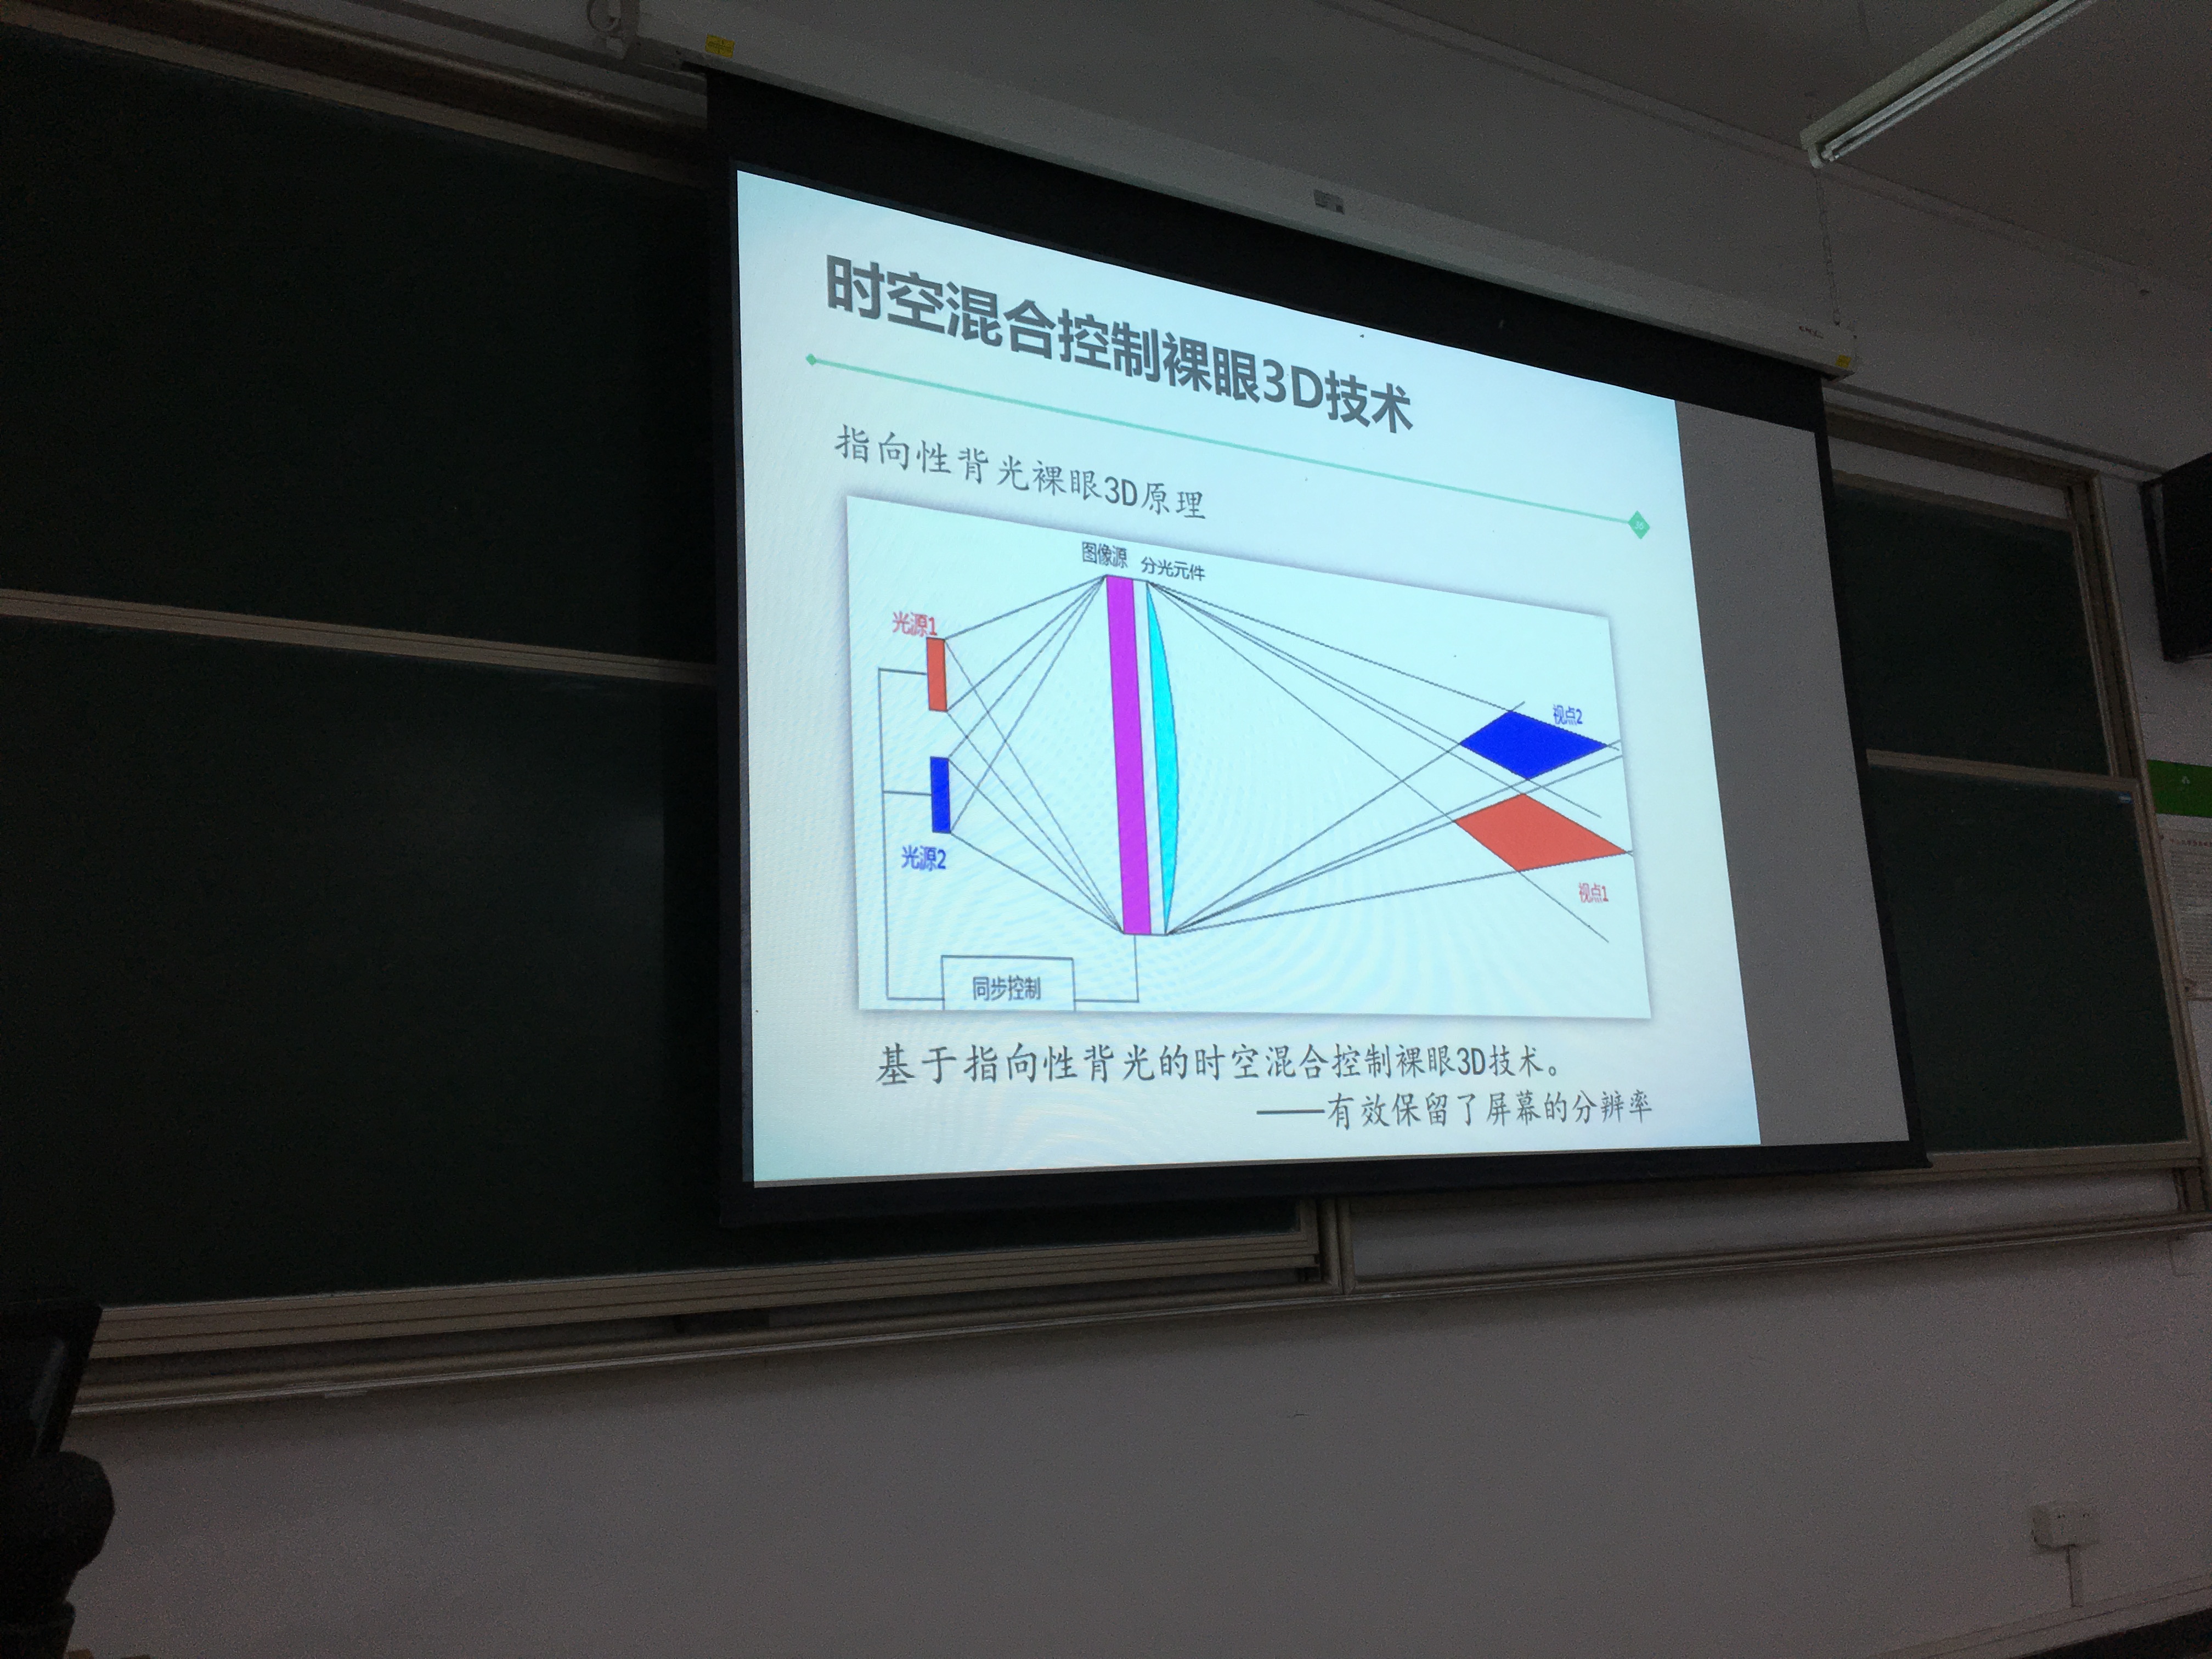 时空混合控制裸眼3D技术
指向性背光裸眼3D原理
图像源 分光元件
光源1
视点2
光源2
视点1
同步控制
基于指向性背光的时空混合控制裸眼3D技术。
——有效保留了屏幕的分辨率